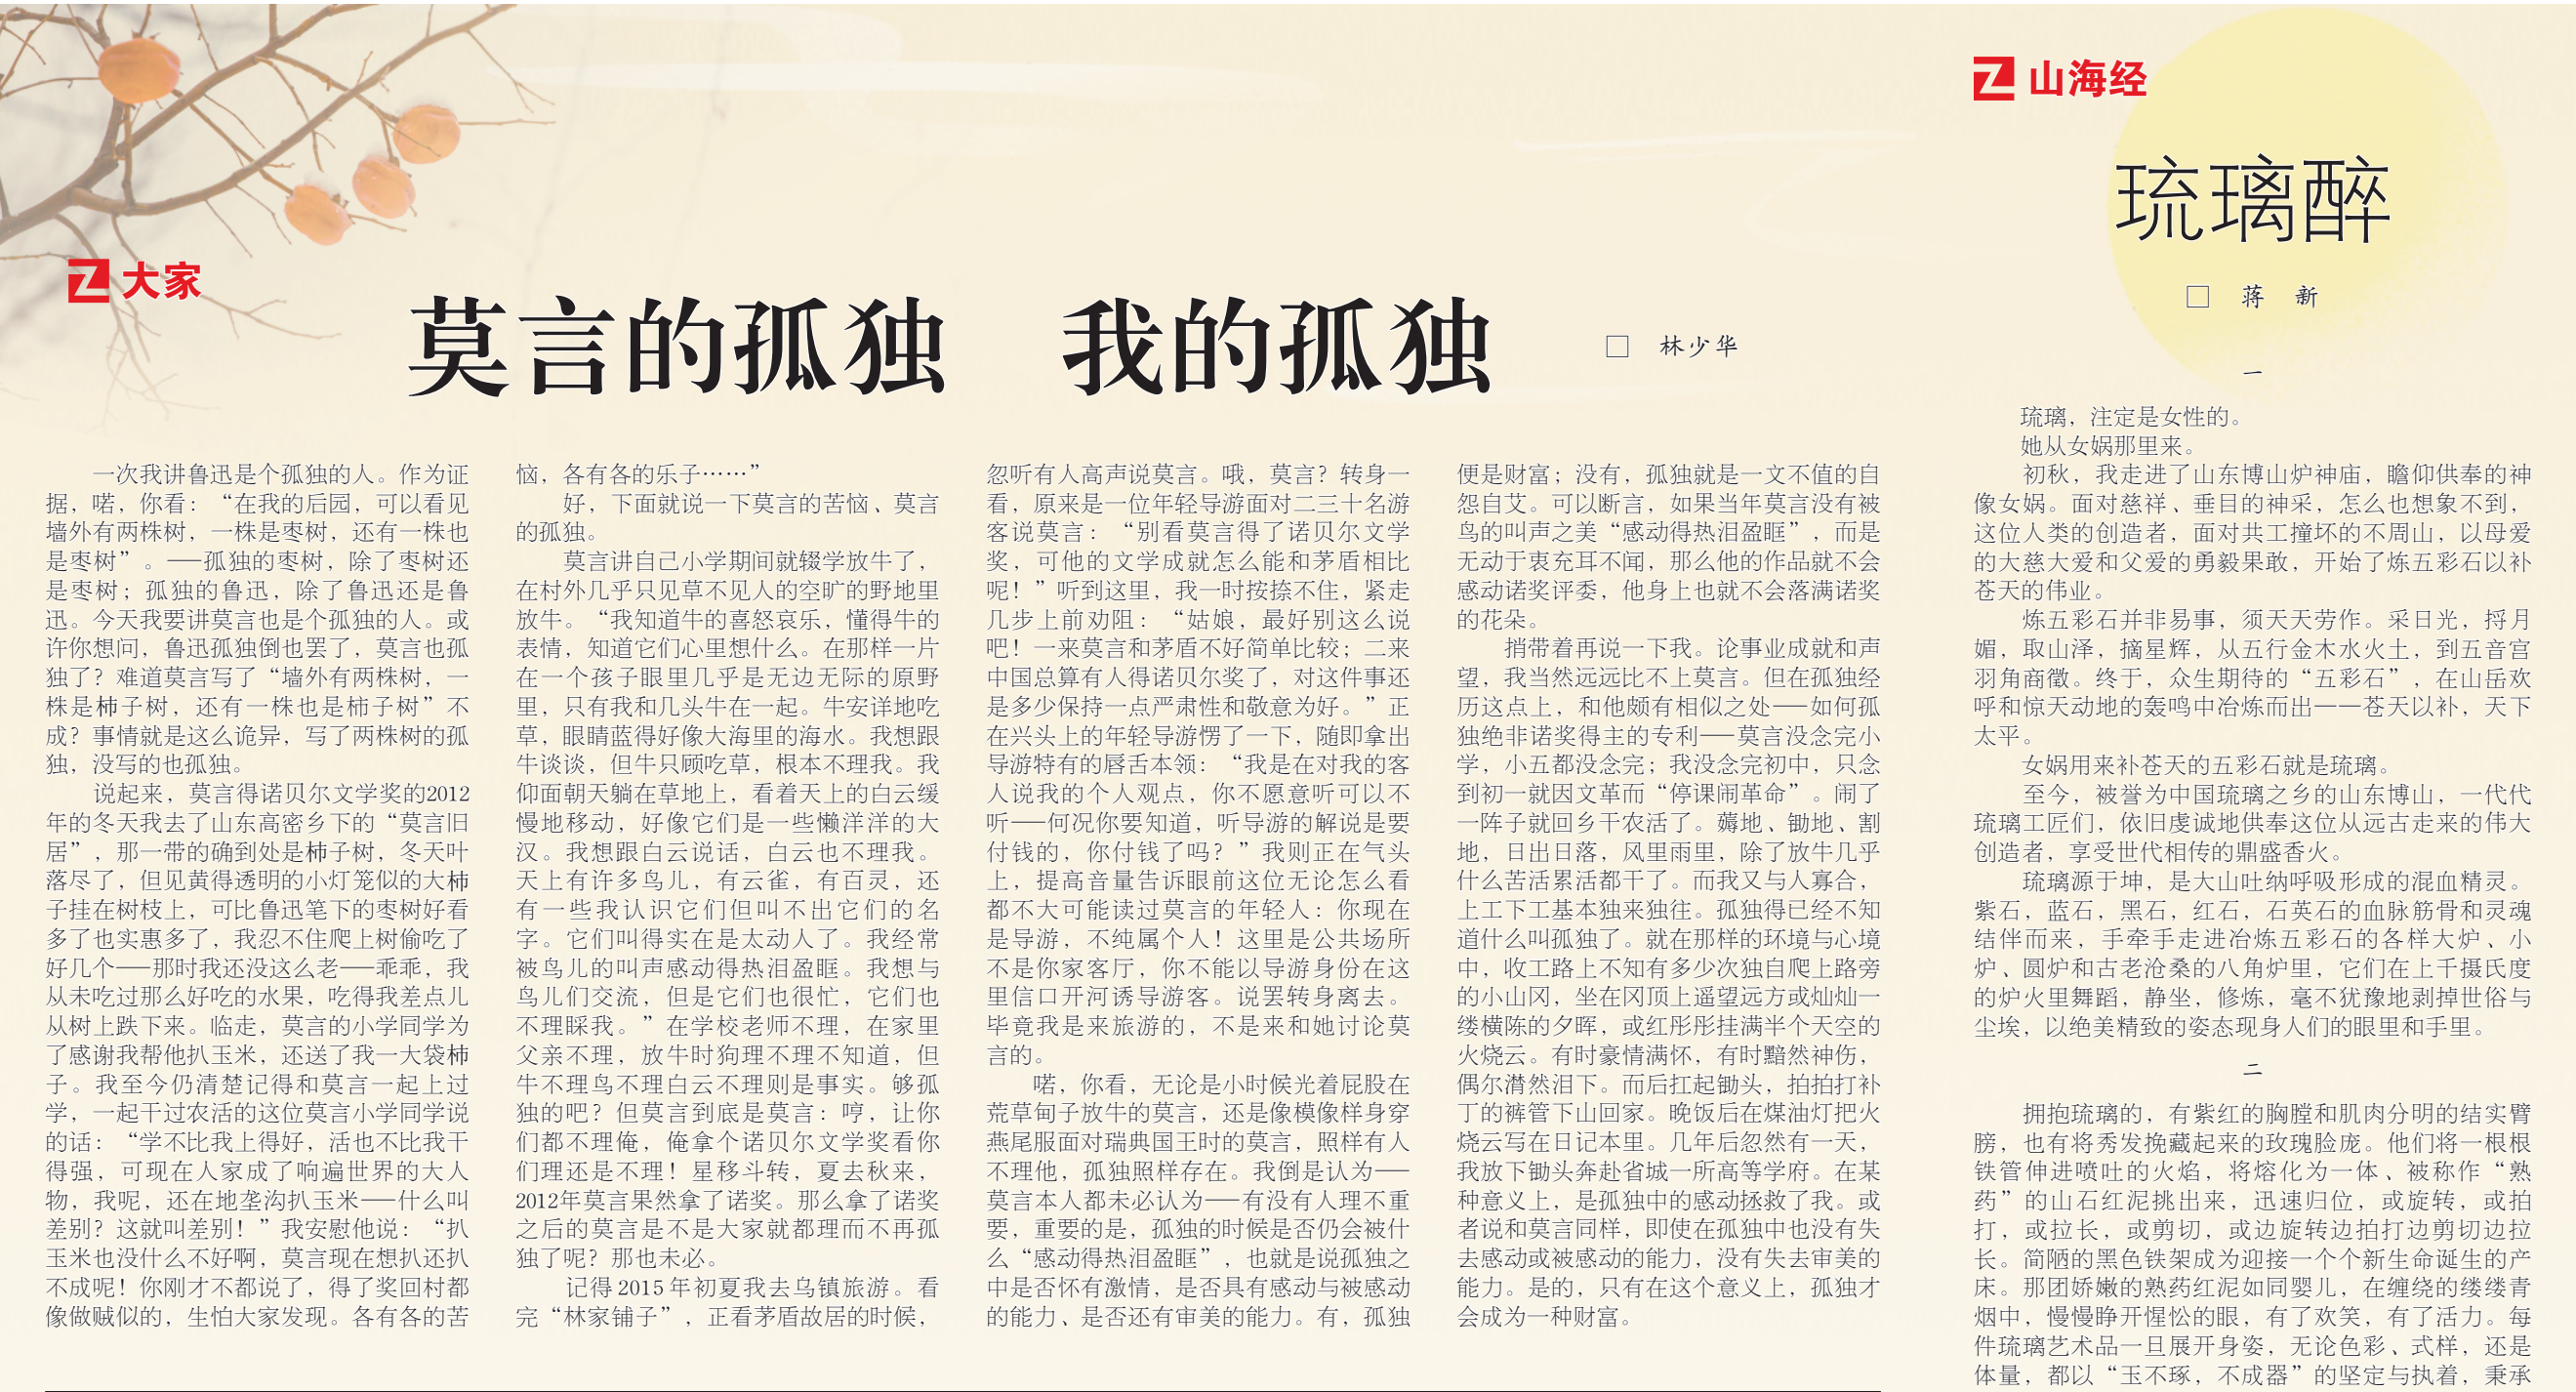 大家
莫言的孤独　我的孤独
□　林少华
一次我讲鲁迅是个孤独的人。作为证
据，喏，你看：“在我的后园，可以看见
墙外有两株树，一株是枣树，还有一株也
是枣树”。——孤独的枣树，除了枣树还
是枣树；孤独的鲁迅，除了鲁迅还是鲁
迅。今天我要讲莫言也是个孤独的人。或
许你想问，鲁迅孤独倒也罢了，莫言也孤
独了？难道莫言写了“墙外有两株树，一
株是柿子树，还有一株也是柿子树”不
成？事情就是这么诡异，写了两株树的孤
独，没写的也孤独。
说起来，莫言得诺贝尔文学奖的2012
年的冬天我去了山东高密乡下的“莫言旧
居”，那一带的确到处是柿子树，冬天叶
落尽了，但见黄得透明的小灯笼似的大柿
子挂在树枝上，可比鲁迅笔下的枣树好看
多了也实惠多了，我忍不住爬上树偷吃了
好几个——那时我还没这么老——乖乖，我
从未吃过那么好吃的水果，吃得我差点儿
从树上跌下来。临走，莫言的小学同学为
了感谢我帮他扒玉米，还送了我一大袋柿
子。我至今仍清楚记得和莫言一起上过
学，一起干过农活的这位莫言小学同学说
的话：“学不比我上得好，活也不比我干
得强，可现在人家成了响遍世界的大人
物，我呢，还在地垄沟扒玉米——什么叫
差别？这就叫差别！”我安慰他说：“扒
玉米也没什么不好啊，莫言现在想扒还扒
不成呢！你刚才不都说了，得了奖回村都
像做贼似的，生怕大家发现。各有各的苦
恼，各有各的乐子……”
好，下面就说一下莫言的苦恼、莫言
的孤独。
莫言讲自己小学期间就辍学放牛了，
在村外几乎只见草不见人的空旷的野地里
放牛。“我知道牛的喜怒哀乐，懂得牛的
表情，知道它们心里想什么。在那样一片
在一个孩子眼里几乎是无边无际的原野
里，只有我和几头牛在一起。牛安详地吃
草，眼睛蓝得好像大海里的海水。我想跟
牛谈谈，但牛只顾吃草，根本不理我。我
仰面朝天躺在草地上，看着天上的白云缓
慢地移动，好像它们是一些懒洋洋的大
汉。我想跟白云说话，白云也不理我。
天上有许多鸟儿，有云雀，有百灵，还
有一些我认识它们但叫不出它们的名
字。它们叫得实在是太动人了。我经常
被鸟儿的叫声感动得热泪盈眶。我想与
鸟儿们交流，但是它们也很忙，它们也
不理睬我。”在学校老师不理，在家里
父亲不理，放牛时狗理不理不知道，但
牛不理鸟不理白云不理则是事实。够孤
独的吧？但莫言到底是莫言：哼，让你
们都不理俺，俺拿个诺贝尔文学奖看你
们理还是不理！星移斗转，夏去秋来，
2012年莫言果然拿了诺奖。那么拿了诺奖
之后的莫言是不是大家就都理而不再孤
独了呢？那也未必。
记得2015年初夏我去乌镇旅游。看
完“林家铺子”，正看茅盾故居的时候，
忽听有人高声说莫言。哦，莫言？转身一
看，原来是一位年轻导游面对二三十名游
客说莫言：“别看莫言得了诺贝尔文学
奖，可他的文学成就怎么能和茅盾相比
呢！”听到这里，我一时按捺不住，紧走
几步上前劝阻：“姑娘，最好别这么说
吧！一来莫言和茅盾不好简单比较；二来
中国总算有人得诺贝尔奖了，对这件事还
是多少保持一点严肃性和敬意为好。”正
在兴头上的年轻导游愣了一下，随即拿出
导游特有的唇舌本领：“我是在对我的客
人说我的个人观点，你不愿意听可以不
听——何况你要知道，听导游的解说是要
付钱的，你付钱了吗？”我则正在气头
上，提高音量告诉眼前这位无论怎么看
都不大可能读过莫言的年轻人：你现在
是导游，不纯属个人！这里是公共场所
不是你家客厅，你不能以导游身份在这
里信口开河诱导游客。说罢转身离去。
毕竟我是来旅游的，不是来和她讨论莫
言的。
喏，你看，无论是小时候光着屁股在
荒草甸子放牛的莫言，还是像模像样身穿
燕尾服面对瑞典国王时的莫言，照样有人
不理他，孤独照样存在。我倒是认为——
莫言本人都未必认为——有没有人理不重
要，重要的是，孤独的时候是否仍会被什
么“感动得热泪盈眶”，也就是说孤独之
中是否怀有激情，是否具有感动与被感动
的能力、是否还有审美的能力。有，孤独
便是财富；没有，孤独就是一文不值的自
怨自艾。可以断言，如果当年莫言没有被
鸟的叫声之美“感动得热泪盈眶”，而是
无动于衷充耳不闻，那么他的作品就不会
感动诺奖评委，他身上也就不会落满诺奖
的花朵。
捎带着再说一下我。论事业成就和声
望，我当然远远比不上莫言。但在孤独经
历这点上，和他颇有相似之处——如何孤
独绝非诺奖得主的专利——莫言没念完小
学，小五都没念完；我没念完初中，只念
到初一就因文革而“停课闹革命”。闹了
一阵子就回乡干农活了。薅地、锄地、割
地，日出日落，风里雨里，除了放牛几乎
什么苦活累活都干了。而我又与人寡合，
上工下工基本独来独往。孤独得已经不知
道什么叫孤独了。就在那样的环境与心境
中，收工路上不知有多少次独自爬上路旁
的小山冈，坐在冈顶上遥望远方或灿灿一
缕横陈的夕晖，或红彤彤挂满半个天空的
火烧云。有时豪情满怀，有时黯然神伤，
偶尔潸然泪下。而后扛起锄头，拍拍打补
丁的裤管下山回家。晚饭后在煤油灯把火
烧云写在日记本里。几年后忽然有一天，
我放下锄头奔赴省城一所高等学府。在某
种意义上，是孤独中的感动拯救了我。或
者说和莫言同样，即使在孤独中也没有失
去感动或被感动的能力，没有失去审美的
能力。是的，只有在这个意义上，孤独才
会成为一种财富。
山海经
琉璃醉
□　蒋　新
一
琉璃，注定是女性的。
她从女娲那里来。
初秋，我走进了山东博山炉神庙，瞻仰供奉的神
像女娲。面对慈祥、垂目的神采，怎么也想象不到，
这位人类的创造者，面对共工撞坏的不周山，以母爱
的大慈大爱和父爱的勇毅果敢，开始了炼五彩石以补
苍天的伟业。
炼五彩石并非易事，须天天劳作。采日光，捋月
媚，取山泽，摘星辉，从五行金木水火土，到五音宫
羽角商徵。终于，众生期待的“五彩石”，在山岳欢
呼和惊天动地的轰鸣中冶炼而出——苍天以补，天下
太平。
女娲用来补苍天的五彩石就是琉璃。
至今，被誉为中国琉璃之乡的山东博山，一代代
琉璃工匠们，依旧虔诚地供奉这位从远古走来的伟大
创造者，享受世代相传的鼎盛香火。
琉璃源于坤，是大山吐纳呼吸形成的混血精灵。
紫石，蓝石，黑石，红石，石英石的血脉筋骨和灵魂
结伴而来，手牵手走进冶炼五彩石的各样大炉、小
炉、圆炉和古老沧桑的八角炉里，它们在上千摄氏度
的炉火里舞蹈，静坐，修炼，毫不犹豫地剥掉世俗与
尘埃，以绝美精致的姿态现身人们的眼里和手里。
二
拥抱琉璃的，有紫红的胸膛和肌肉分明的结实臂
膀，也有将秀发挽藏起来的玫瑰脸庞。他们将一根根
铁管伸进喷吐的火焰，将熔化为一体、被称作“熟
药”的山石红泥挑出来，迅速归位，或旋转，或拍
打，或拉长，或剪切，或边旋转边拍打边剪切边拉
长。简陋的黑色铁架成为迎接一个个新生命诞生的产
床。那团娇嫩的熟药红泥如同婴儿，在缠绕的缕缕青
烟中，慢慢睁开惺忪的眼，有了欢笑，有了活力。每
件琉璃艺术品一旦展开身姿，无论色彩、式样，还是
体量，都以“玉不琢，不成器”的坚定与执着，秉承